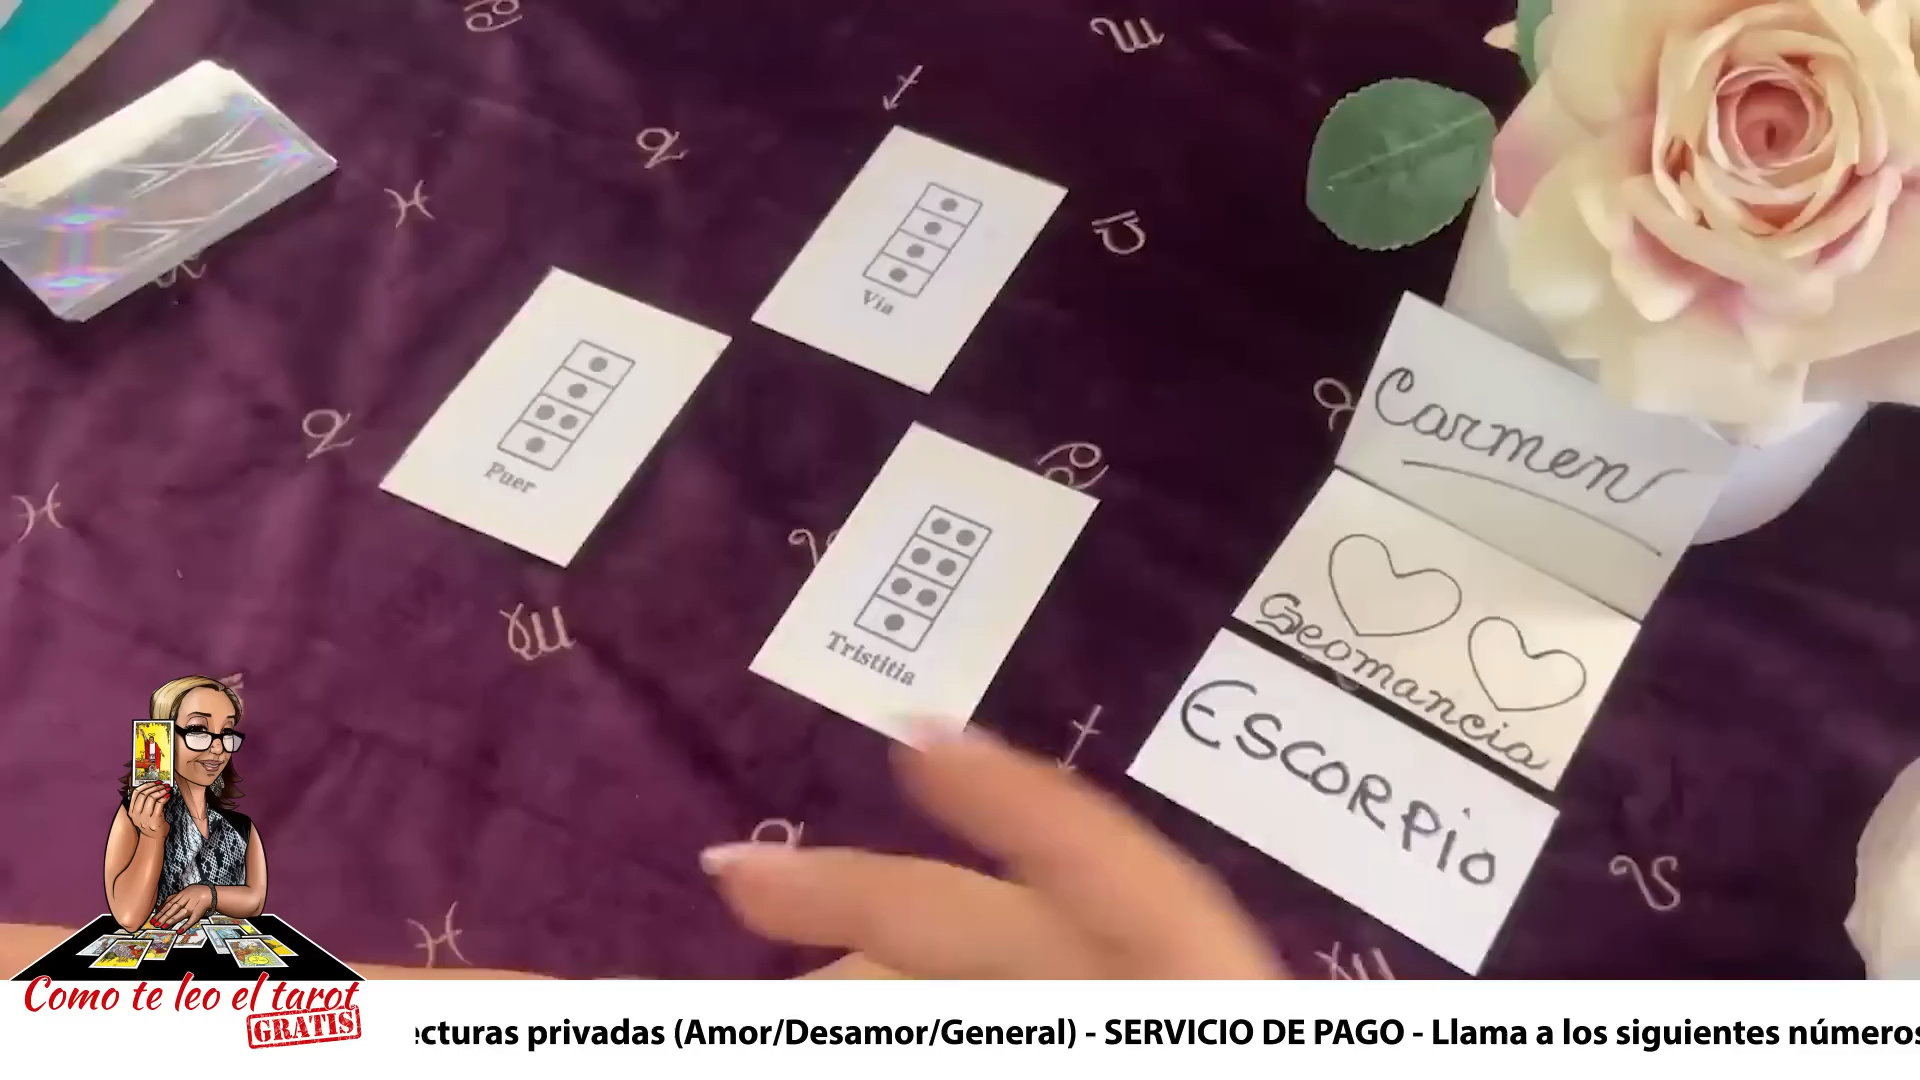 Via
Puer
Tristitia
Carmen
Geomancia
ESCORPIO
Como te leo el tarot
GRATIS
ecturas privadas (Amor/Desamor/General) - SERVICIO DE PAGO - Llama a los siguientes números